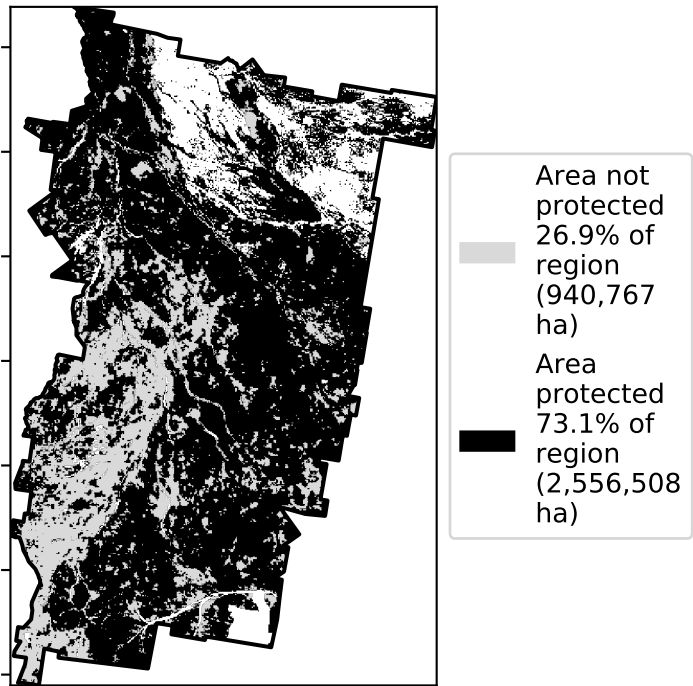 Area not
protected
26.9% of
region
(940,767
ha)
Area
protected
73.1% of
region
(2,556,508
ha)